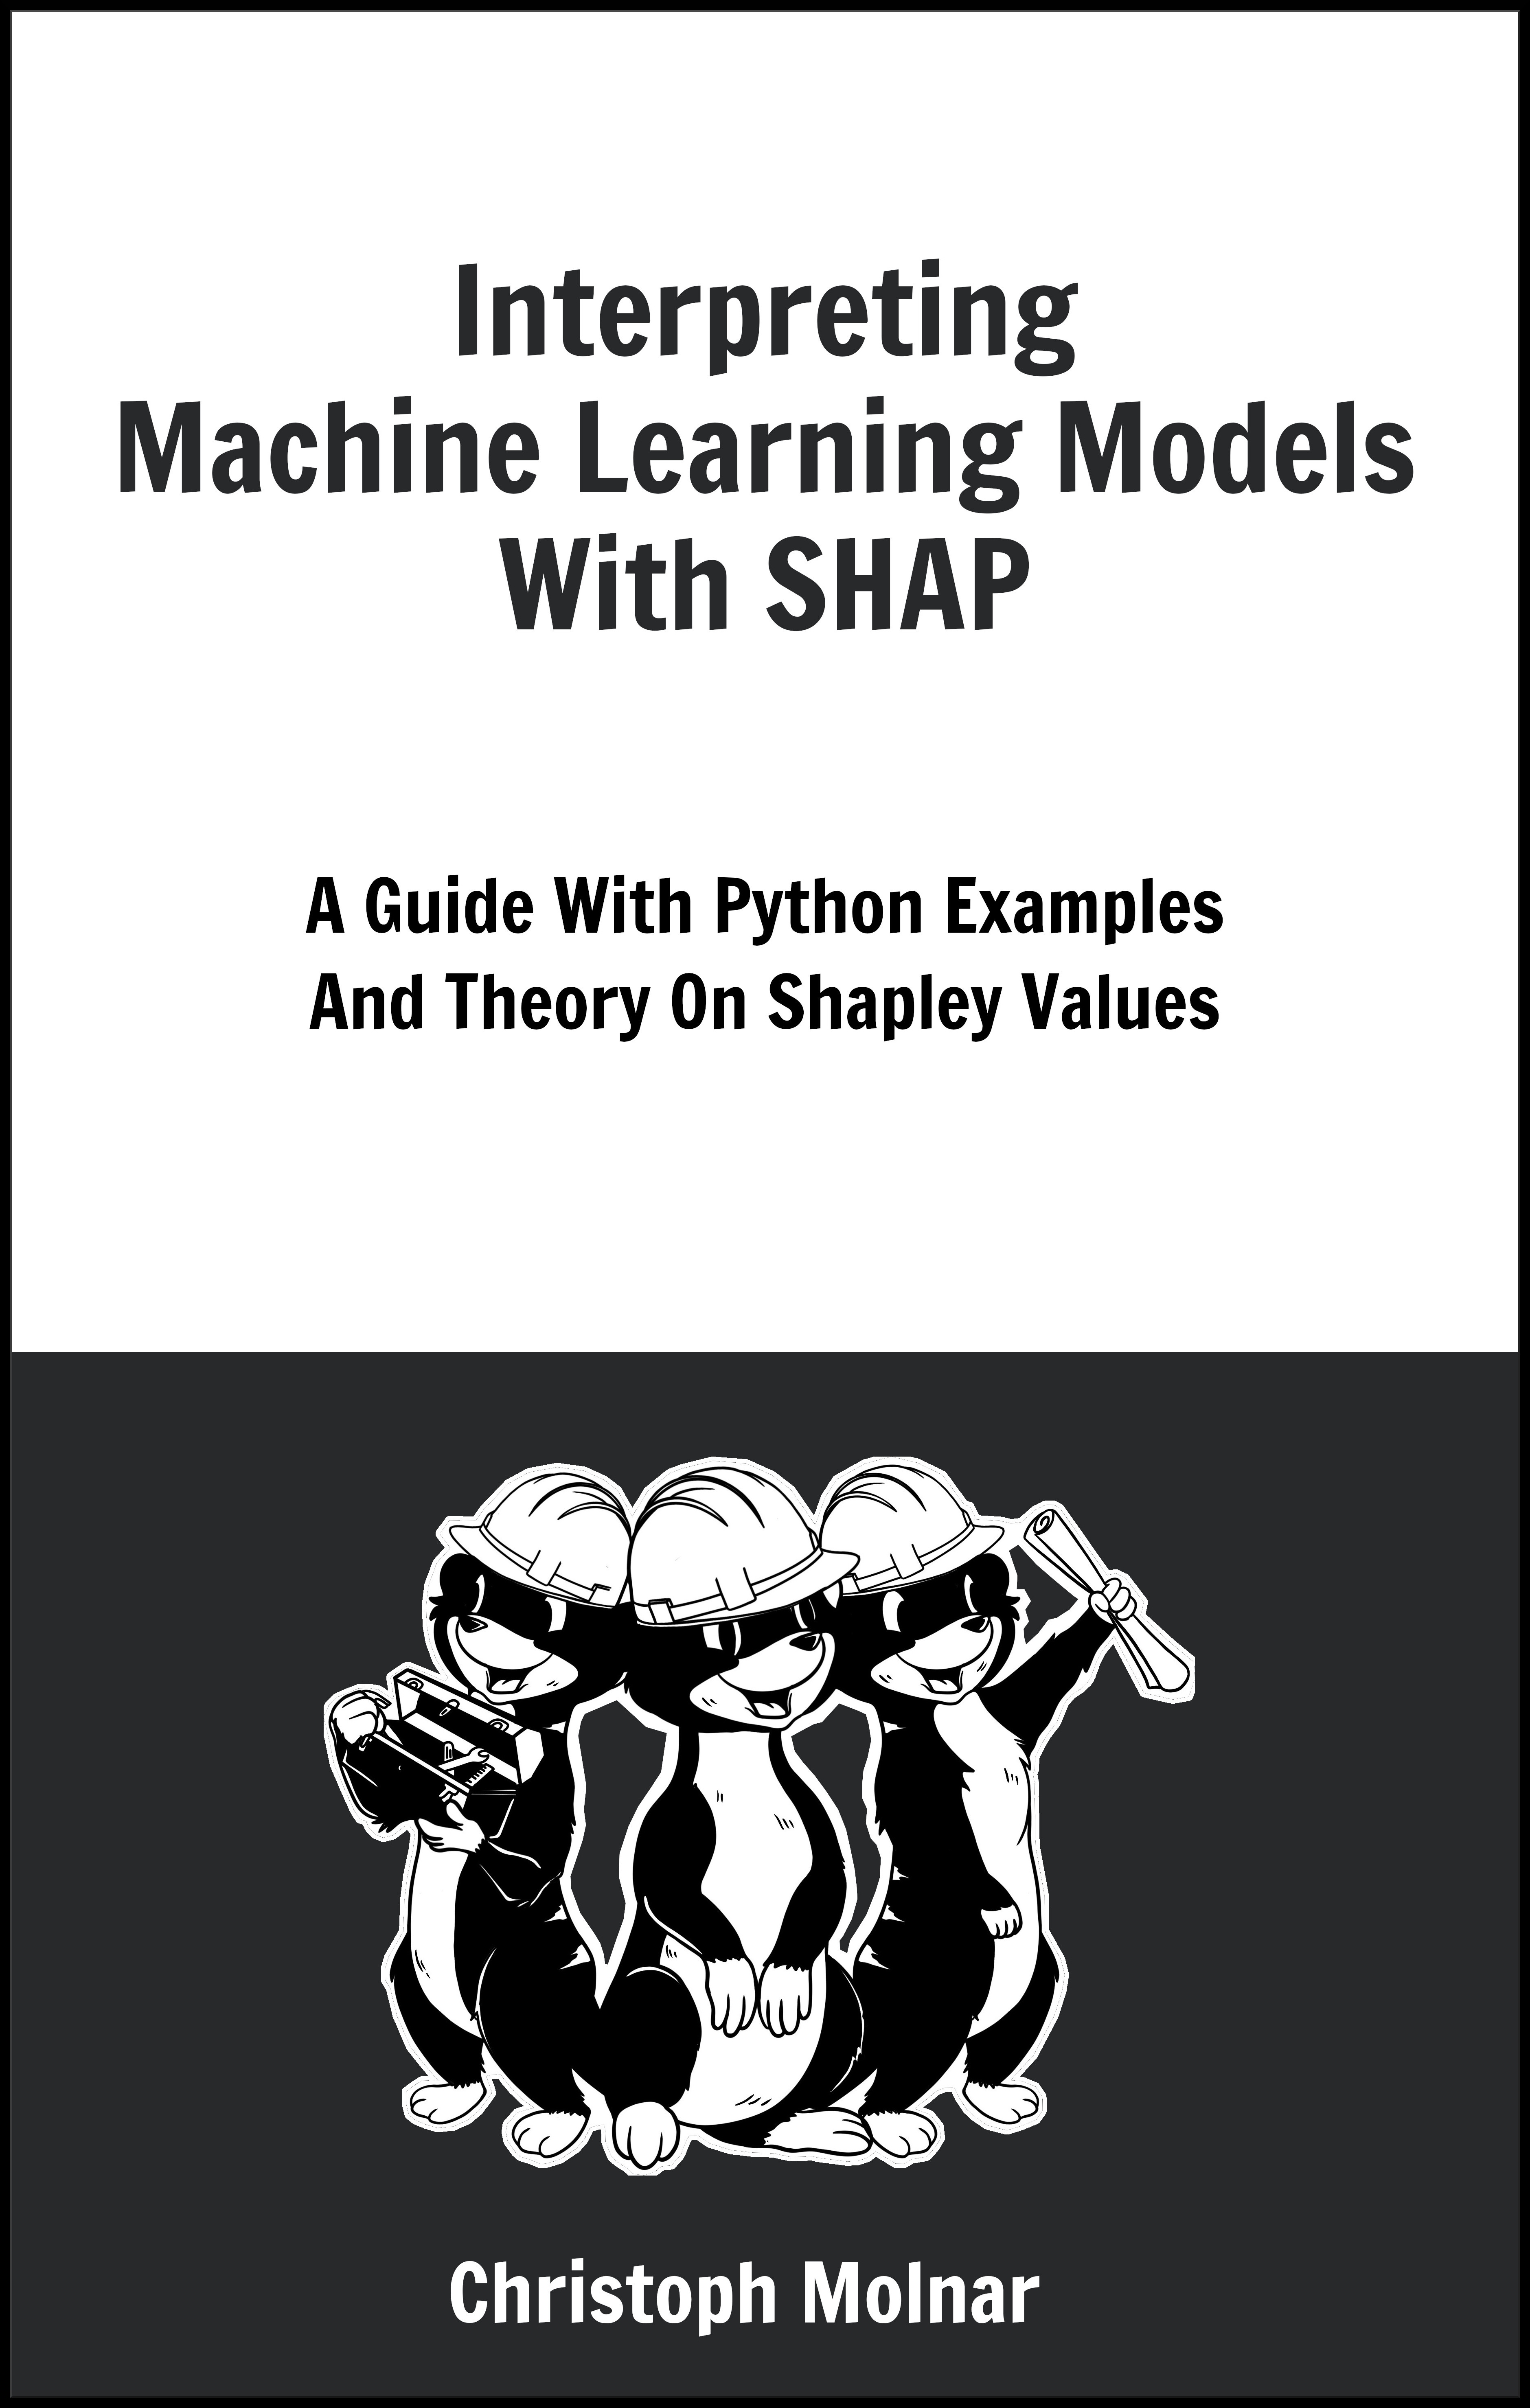 Interpreting
Machine Learning Models
With SHAP
A Guide With Python Examples
And Theory On Shapley Values
Christoph Molnar